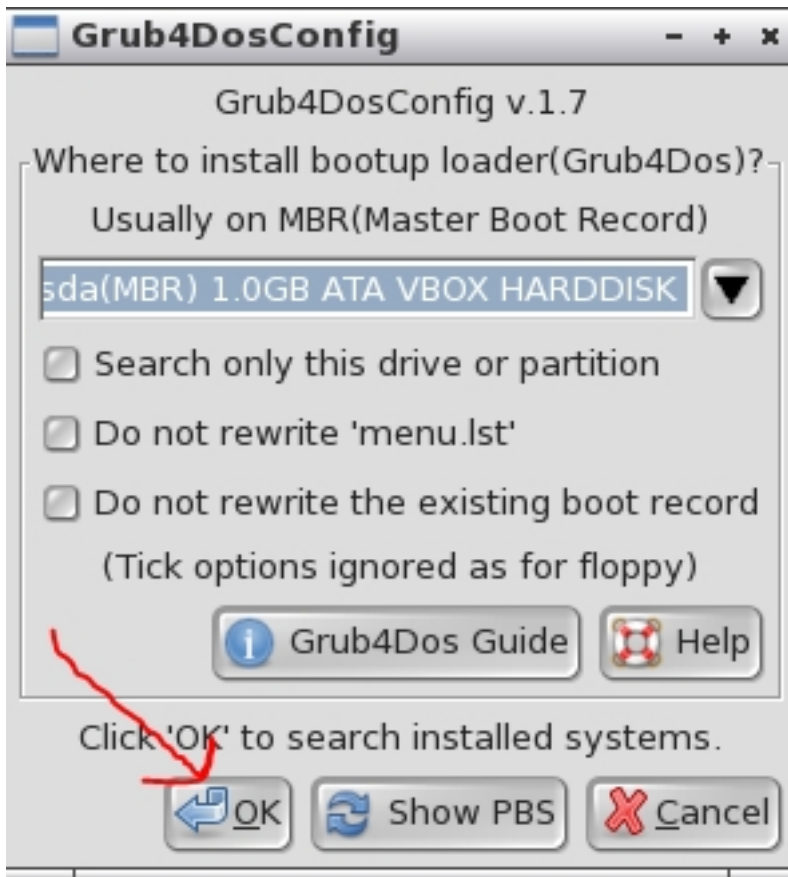 Grub4DosConfig
Grub4DosConfig v.1.7
Where to install bootup loader(Grub4Dos)?
Usually on MBR(Master Boot Record)
sda(MBR) 1.0GB ATA VBOX HARDDISK
Search only this drive or partition
Do not rewrite 'menu.lst'
Do not rewrite the existing boot record
(Tick options ignored as for floppy)
Grub4Dos Guide Help
Click 'OK' to search installed systems.
OK Show PBS Cancel